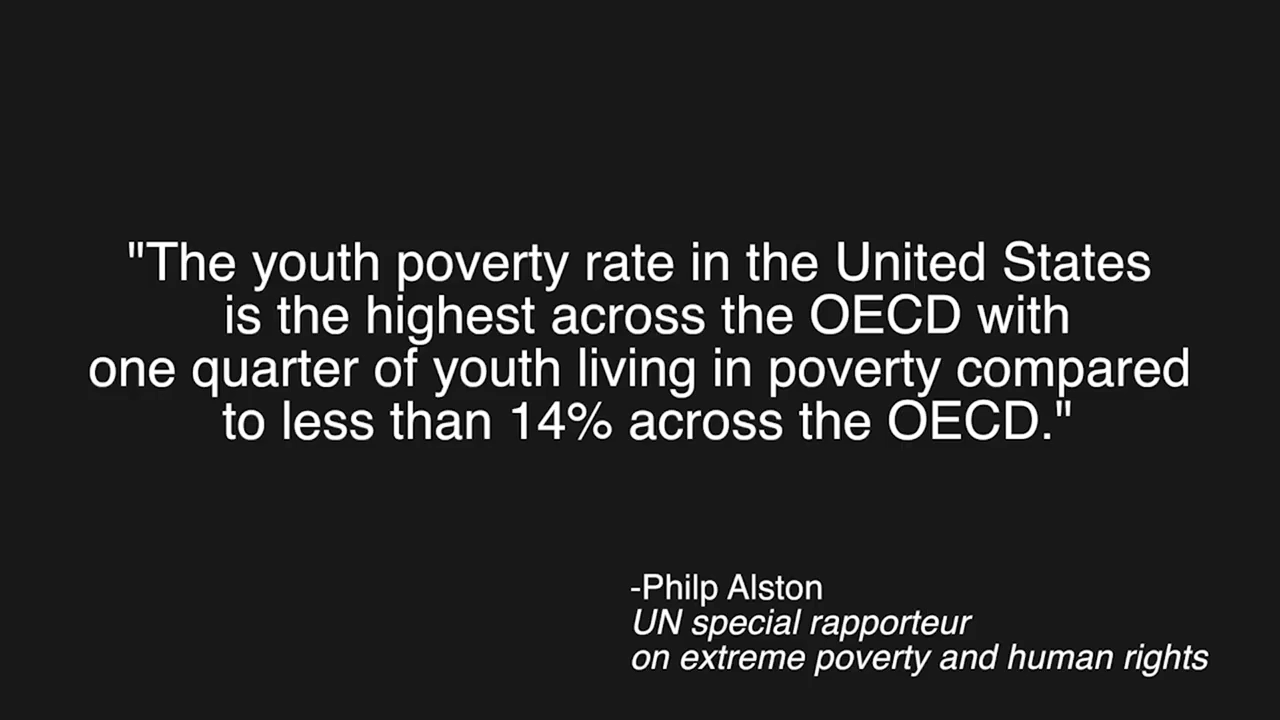 "The youth poverty rate in the United States
is the highest across the OECD with
one quarter of youth living in poverty compared
to less than 14% across the OECD."
-Philp Alston
UN special rapporteur
on extreme poverty and human rights